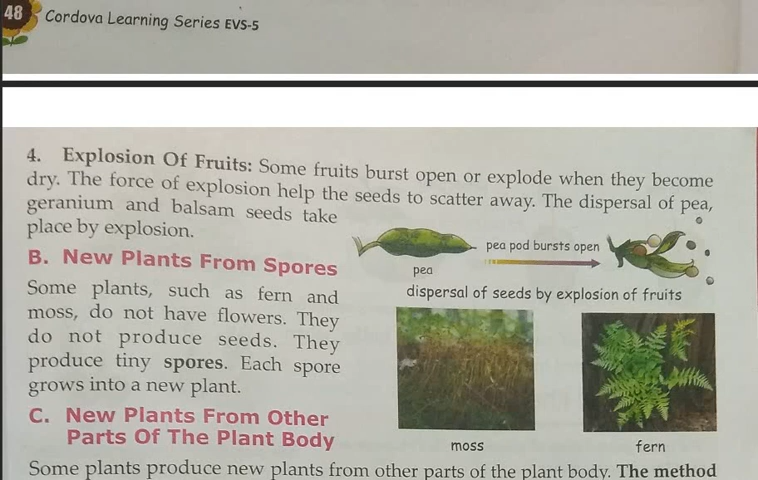 48 Cordova Learning Series EVS-5
4. Explosion Of Fruits: Some fruits burst open or explode when they become
dry. The force of explosion help the seeds to scatter away. The dispersal of pea,
geranium and balsam seeds take
place by explosion.
pea pod bursts open
pea
dispersal of seeds by explosion of fruits
B. New Plants From Spores
Some plants, such as fern and
moss, do not have flowers. They
do not produce seeds. They
produce tiny spores. Each spore
grows into a new plant.
moss
fern
C. New Plants From Other
Parts Of The Plant Body
Some plants produce new plants from other parts of the plant body. The method